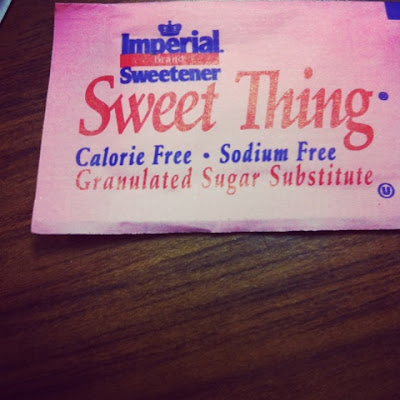 Imperial
brand
Sweetener
Sweet Thing
Calorie Free • Sodium Free
Granulated Sugar Substitute
U